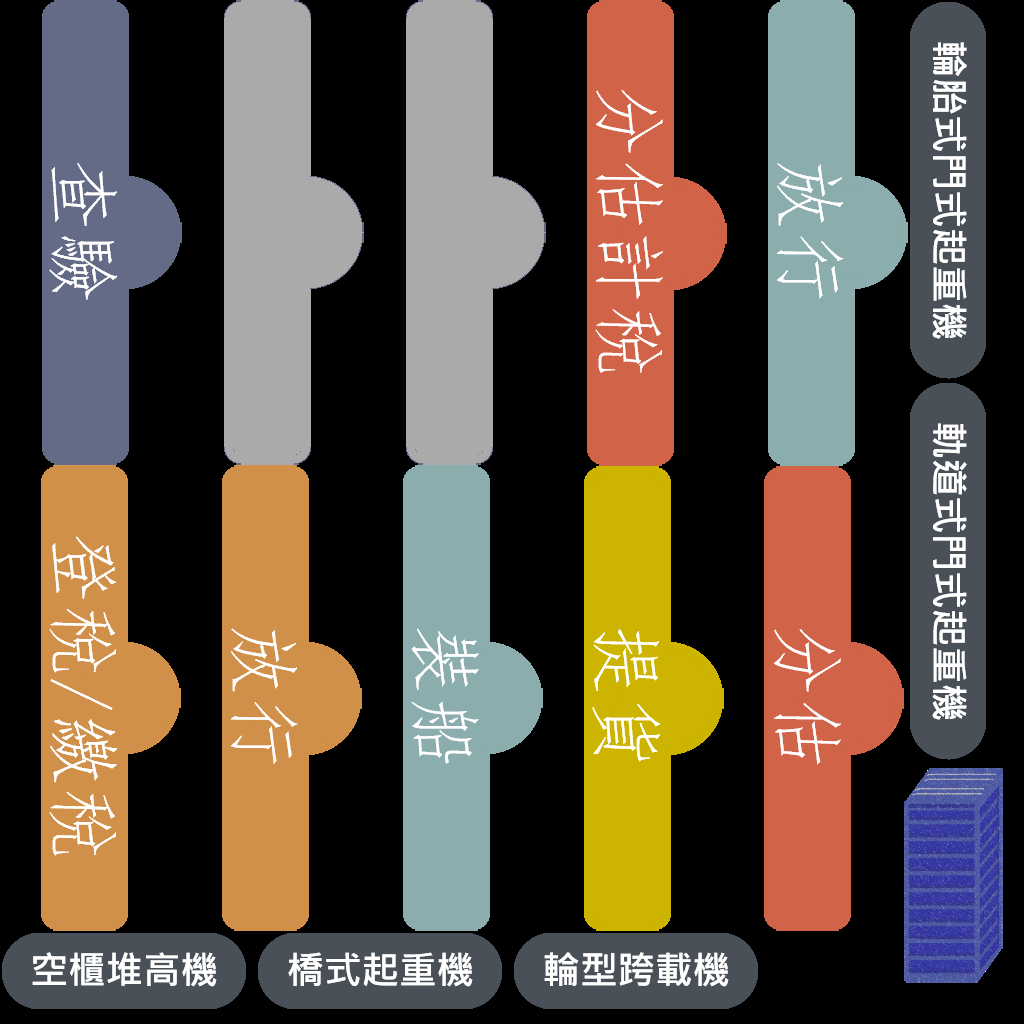 查驗
分估計稅
放行
輪胎式門式起重機
登稅/繳稅
放行
裝船
提貨
分估
軌道式門式起重機
空櫃堆高機
橋式起重機
輪型跨載機